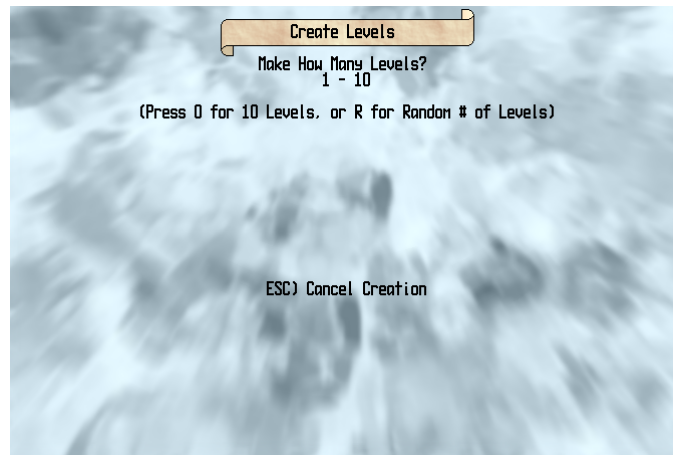 Create Levels
Make How Many Levels?
1 - 10
(Press 0 for 10 Levels, or R for Random # of Levels)
ESC) Cancel Creation